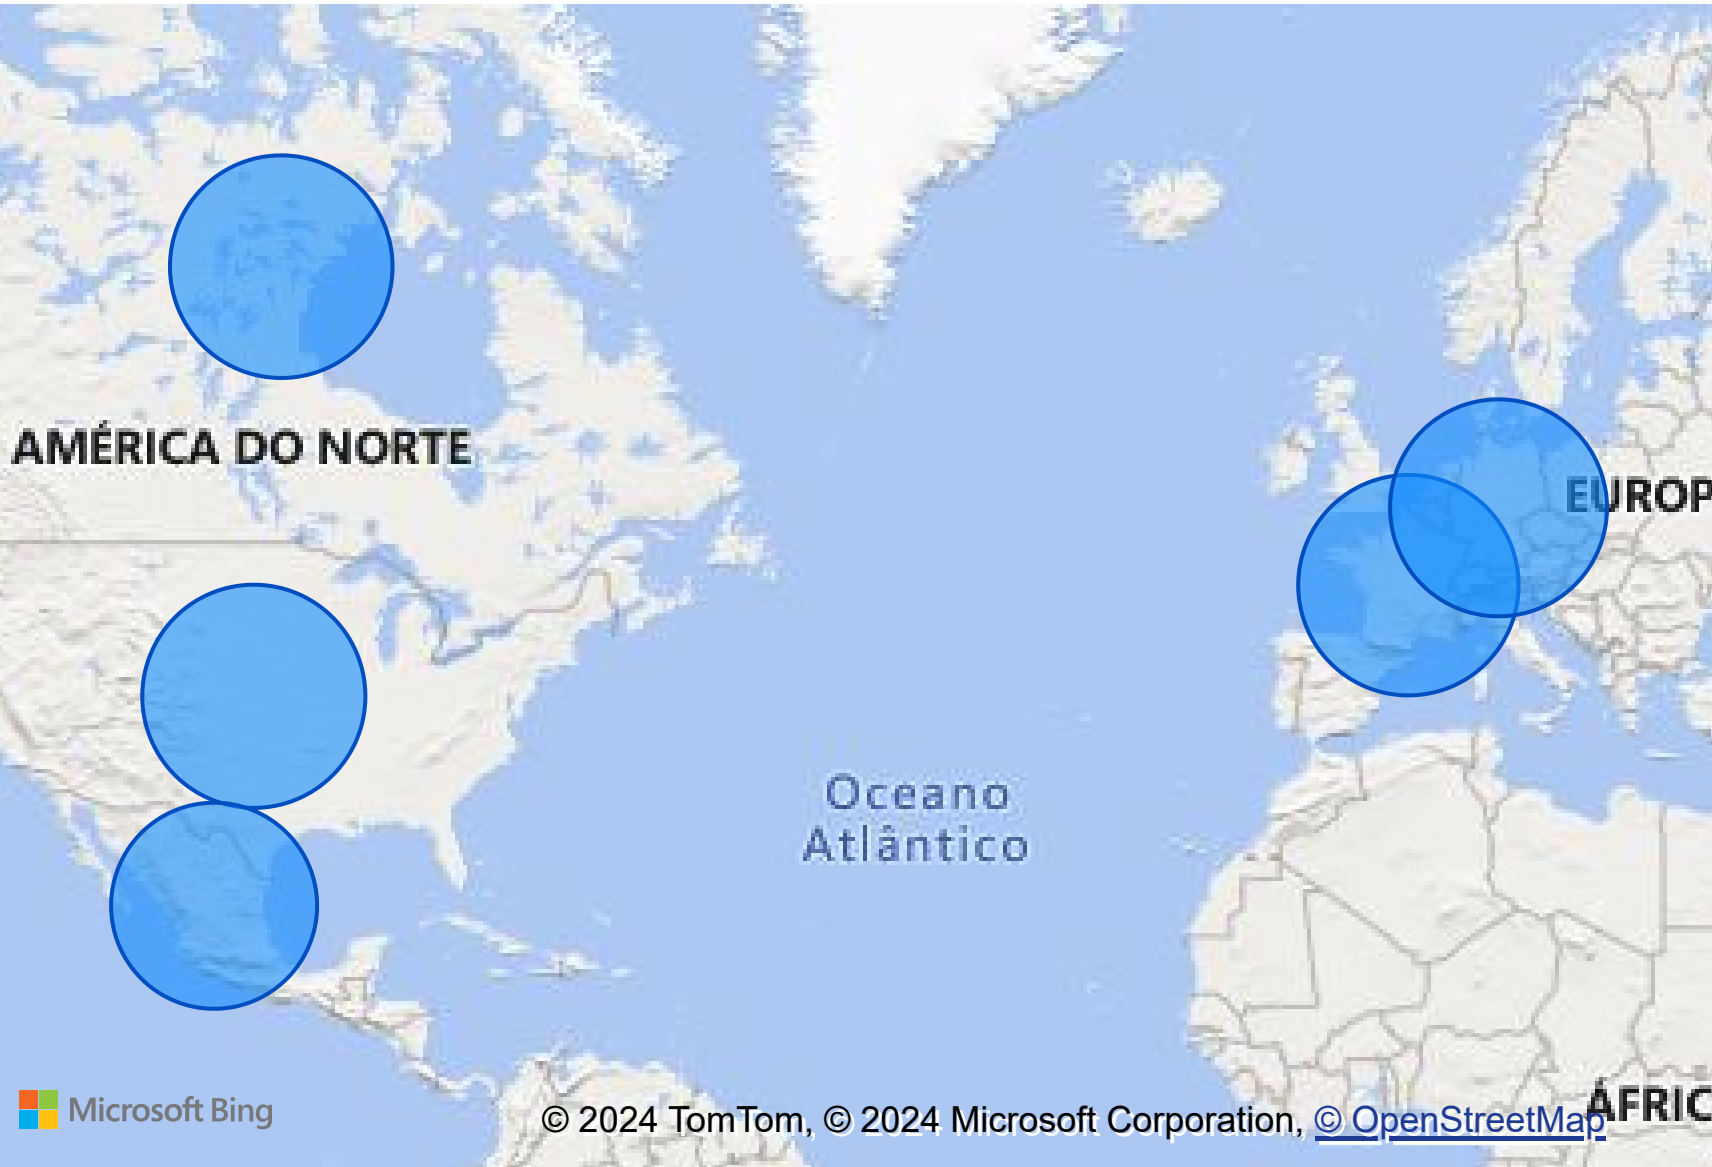 AMÉRICA DO NORTE
EUROP
Oceano
Atlântico
ÁFRIC
Microsoft Bing
© 2024 TomTom, © 2024 Microsoft Corporation, © OpenStreetMap